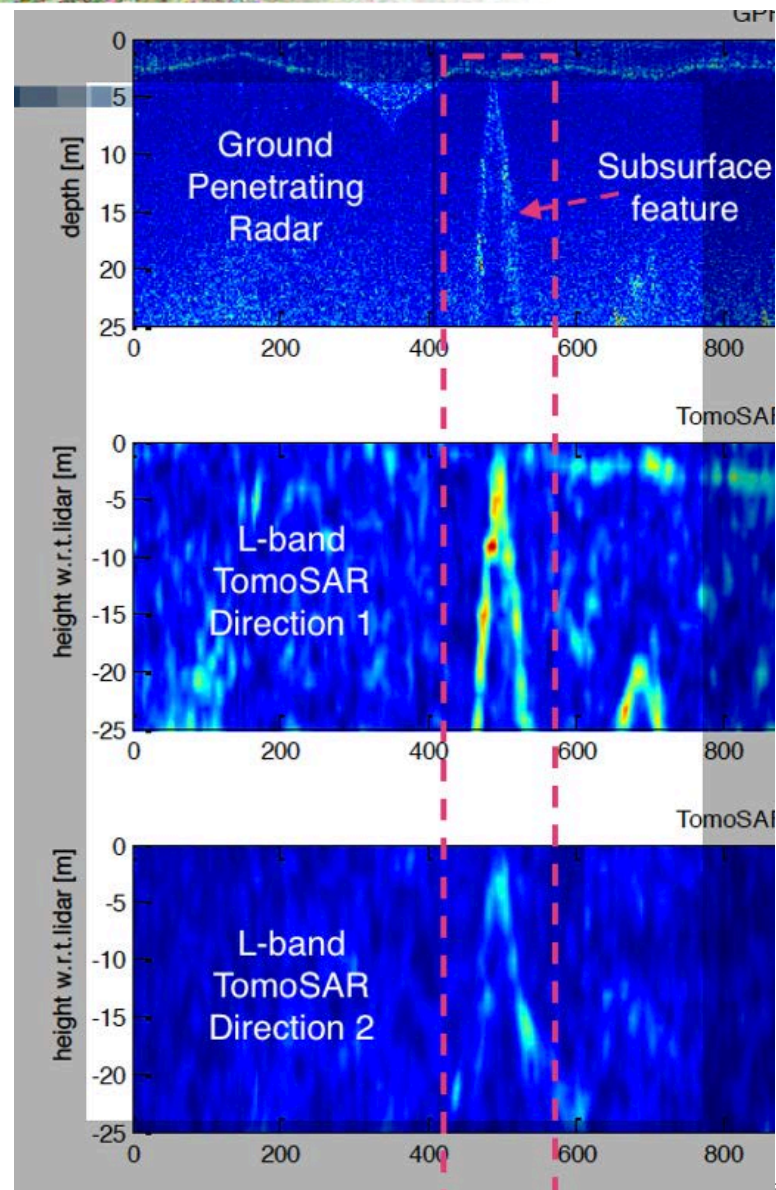 GPR
0
5
10
15
20
25
depth [m]
Ground
Penetrating
Radar
Subsurface
feature
0 200 400 600 800
TomoSAR
0
-5
-10
-15
-20
-25
height w.r.t.lidar [m]
L-band
TomoSAR
Direction 1
0 200 400 600 800
TomoSAR
0
-5
-10
-15
-20
-25
height w.r.t.lidar [m]
L-band
TomoSAR
Direction 2
0 200 400 600 800